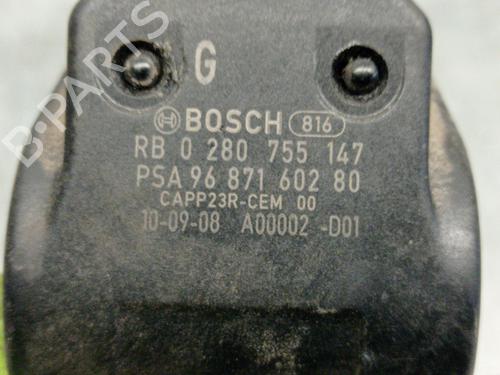 G
BOSCH 816
RB 0 280 755 147
PSA 96 871 602 80
CAPP23R-CEM 00
10-09-08 A00002 -D01
B-PARTS